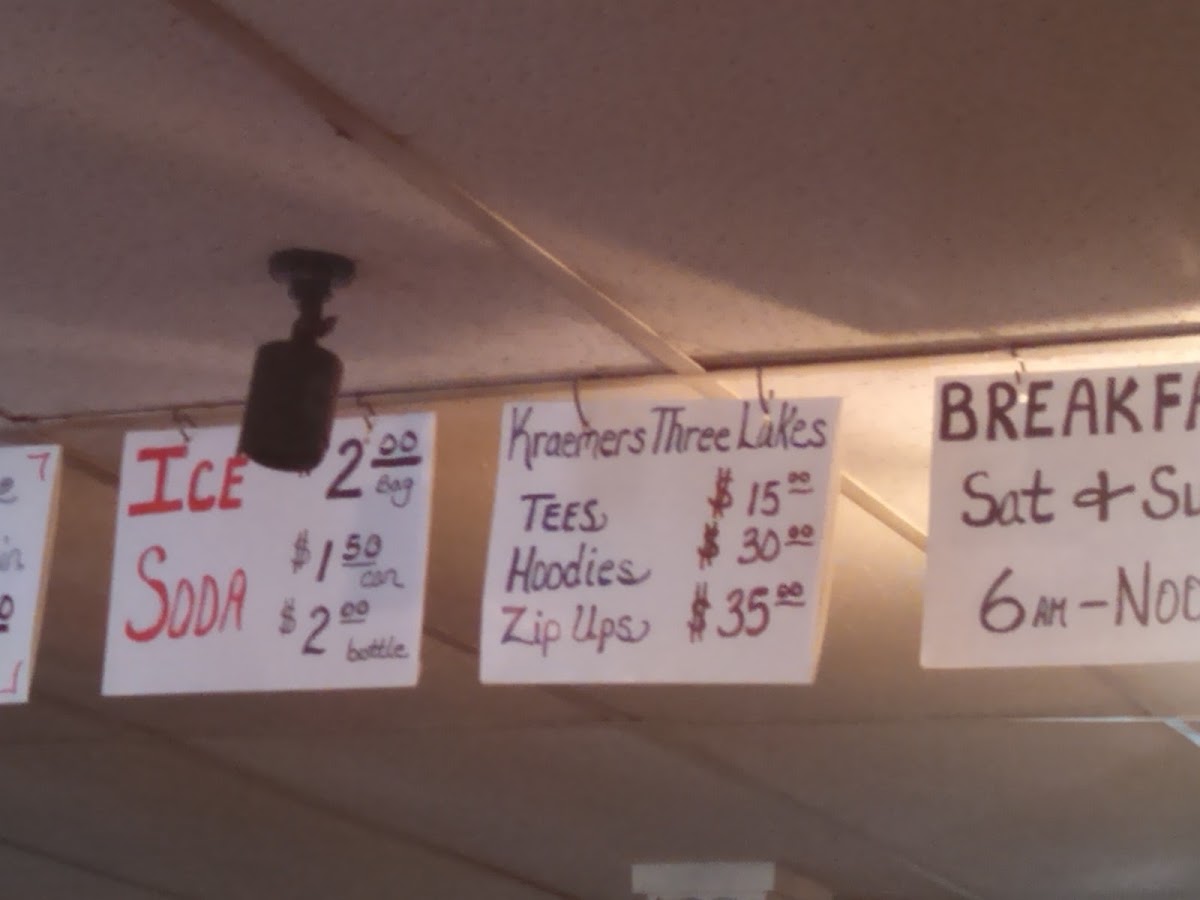 ICE $2.00 Bag
SODA $1.50 can
$2.00 bottle
Kraemers Three Lakes
TEES $15.00
Hoodies $30.00
Zip Ups $35.00
BREAKFA
Sat & Su
6AM-NOO